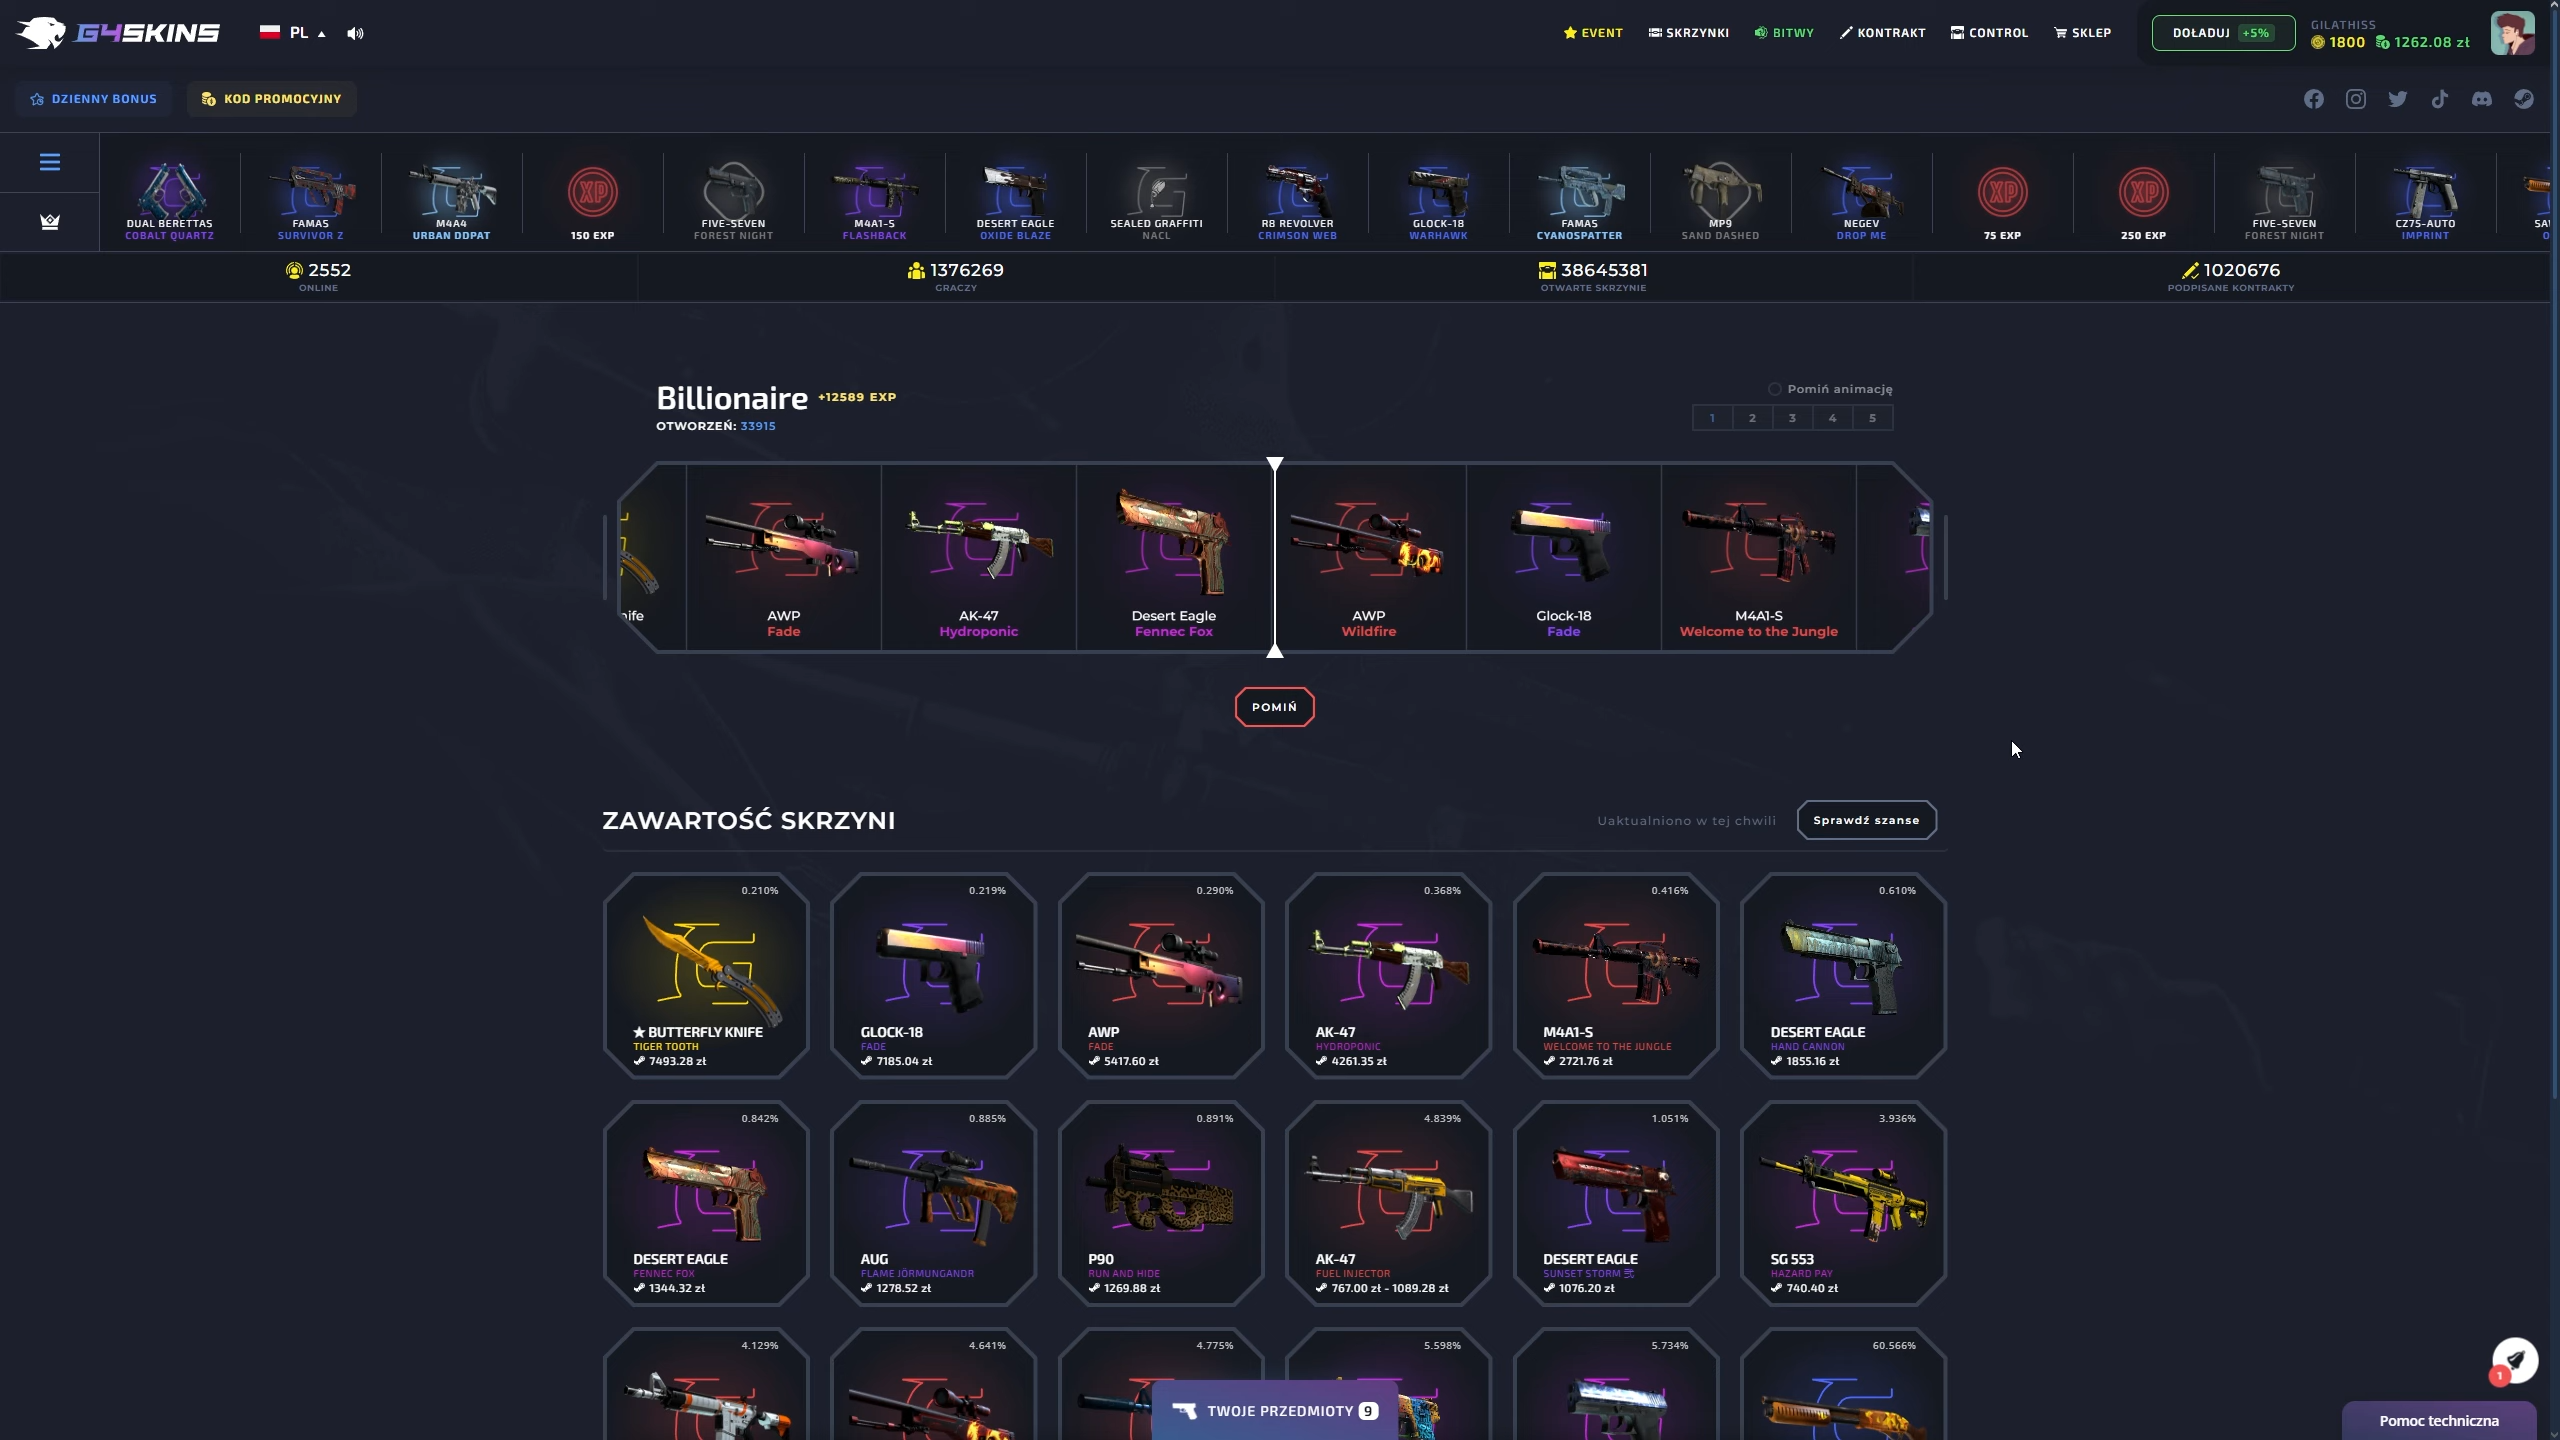 G4SKINS
PL
EVENT
SKRZYNKI
BITWY
KONTRAKT
CONTROL
SKLEP
DOŁADUJ +5%
GILATHISS
1800 1262.08 zł
DZIENNY BONUS
KOD PROMOCYJNY
DUAL BERETTAS
COBALT QUARTZ
FAMAS
SURVIVOR Z
M4A4
URBAN DDPAT
XP
150 EXP
FIVE-SEVEN
FOREST NIGHT
M4A1-S
FLASHBACK
DESERT EAGLE
OXIDE BLAZE
SEALED GRAFFITI
NACL
R8 REVOLVER
CRIMSON WEB
GLOCK-18
WARHAWK
FAMAS
CYANOSPATTER
MP9
SAND DASHED
NEGEV
DROP ME
XP
75 EXP
XP
250 EXP
FIVE-SEVEN
FOREST NIGHT
CZ75-AUTO
IMPRINT
2552
ONLINE
1376269
GRACZY
38645381
OTWARTE SKRZYNIE
1020676
PODPISANE KONTRAKTY
Billionaire +12589 EXP
OTWORZEŃ: 33915
Pomiń animację
1 2 3 4 5
nife
AWP
Fade
AK-47
Hydroponic
Desert Eagle
Fennec Fox
AWP
Wildfire
Glock-18
Fade
M4A1-S
Welcome to the Jungle
POMIŃ
ZAWARTOŚĆ SKRZYNI
Uaktualniono w tej chwili
Sprawdź szanse
0.210%
★ BUTTERFLY KNIFE
TIGER TOOTH
7493.28 zł
0.219%
GLOCK-18
FADE
7185.04 zł
0.290%
AWP
FADE
5417.60 zł
0.368%
AK-47
HYDROPONIC
4261.35 zł
0.416%
M4A1-S
WELCOME TO THE JUNGLE
2721.76 zł
0.610%
DESERT EAGLE
HAND CANNON
1855.16 zł
0.842%
DESERT EAGLE
FENNEC FOX
1344.32 zł
0.885%
AUG
FLAME JÖRMUNGANDR
1278.52 zł
0.891%
P90
RUN AND HIDE
1269.88 zł
4.839%
AK-47
FUEL INJECTOR
767.00 zł - 1089.28 zł
1.051%
DESERT EAGLE
SUNSET STORM 弐
1076.20 zł
3.936%
SG 553
HAZARD PAY
740.40 zł
4.129%
4.641%
4.775%
5.598%
5.734%
60.566%
TWOJE PRZEDMIOTY 9
1
Pomoc techniczna